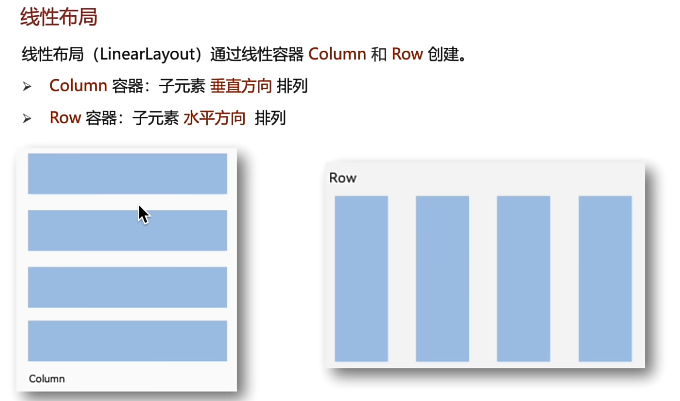 线性布局
线性布局（LinearLayout）通过线性容器 Column 和 Row 创建。
➢ Column 容器：子元素 垂直方向 排列
➢ Row 容器：子元素 水平方向 排列
Row
Column